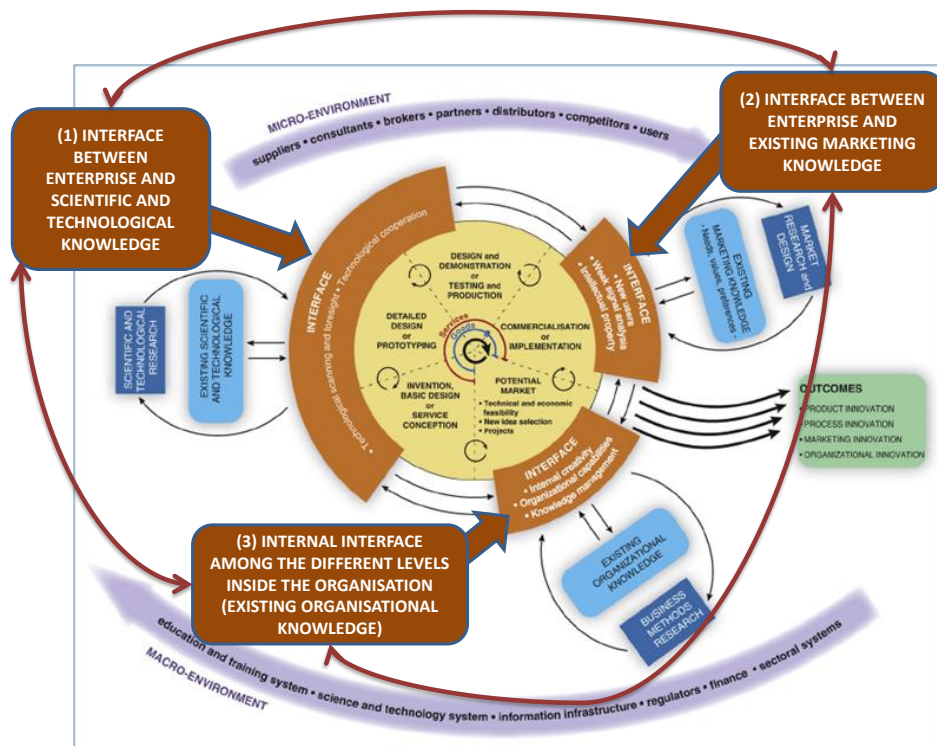 MICRO-ENVIRONMENT
suppliers • consultants • brokers • partners • distributors • competitors • users
(1) INTERFACE
BETWEEN
ENTERPRISE AND
SCIENTIFIC AND
TECHNOLOGICAL
KNOWLEDGE
(2) INTERFACE BETWEEN
ENTERPRISE AND
EXISTING MARKETING
KNOWLEDGE
INTERFACE
• Technological scanning and foresight • Technological cooperation
SCIENTIFIC AND
TECHNOLOGICAL
RESEARCH
EXISTING SCIENTIFIC
AND TECHNOLOGICAL
KNOWLEDGE
DESIGN and
DEMONSTRATION
or
TESTING and
PRODUCTION
DETAILED
DESIGN or
PROTOTYPING
Services
Goods
COMMERCIALISATION
or
IMPLEMENTATION
INVENTION,
BASIC DESIGN
or
SERVICE
CONCEPTION
POTENTIAL
MARKET
• Technical and economic
feasibility
• New idea selection
• Projects
INTERFACE
• New users
• Weak signal analysis
• Intellectual property
EXISTING
MARKETING KNOWLEDGE
- Needs, values, preferences -
MARKET
RESEARCH and
DESIGN
OUTCOMES
• PRODUCT INNOVATION
• PROCESS INNOVATION
• MARKETING INNOVATION
• ORGANIZATIONAL INNOVATION
INTERFACE
• Internal creativity
• Organizational capabilities
• Knowledge management
(3) INTERNAL INTERFACE
AMONG THE DIFFERENT LEVELS
INSIDE THE ORGANISATION
(EXISTING ORGANISATIONAL
KNOWLEDGE)
EXISTING
ORGANIZATIONAL
KNOWLEDGE
BUSINESS
METHODS
RESEARCH
education and training system • science and technology system • information infrastructure • regulators • finance • sectoral systems
MACRO-ENVIRONMENT